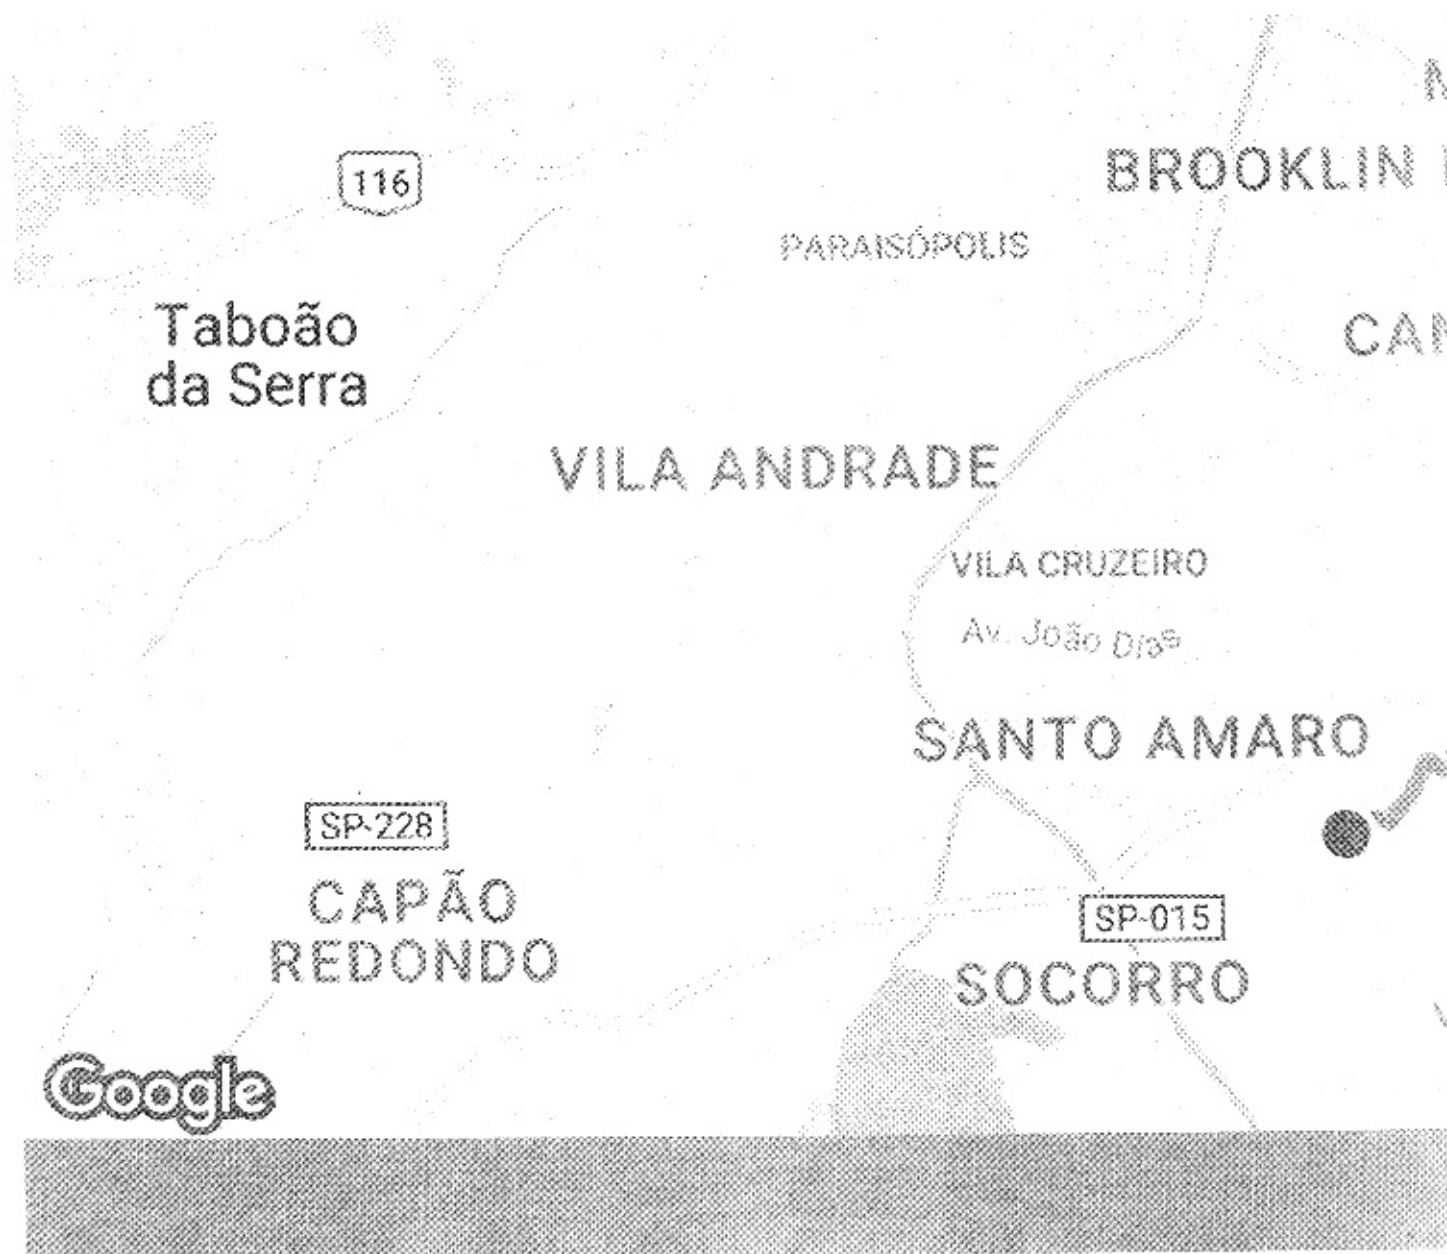 116
BROOKLIN
PARAISÓPOLIS
Taboão
da Serra
VILA ANDRADE
VILA CRUZEIRO
Av. João Dias
SANTO AMARO
SP-228
CAPÃO
REDONDO
SP-015
SOCORRO
Google